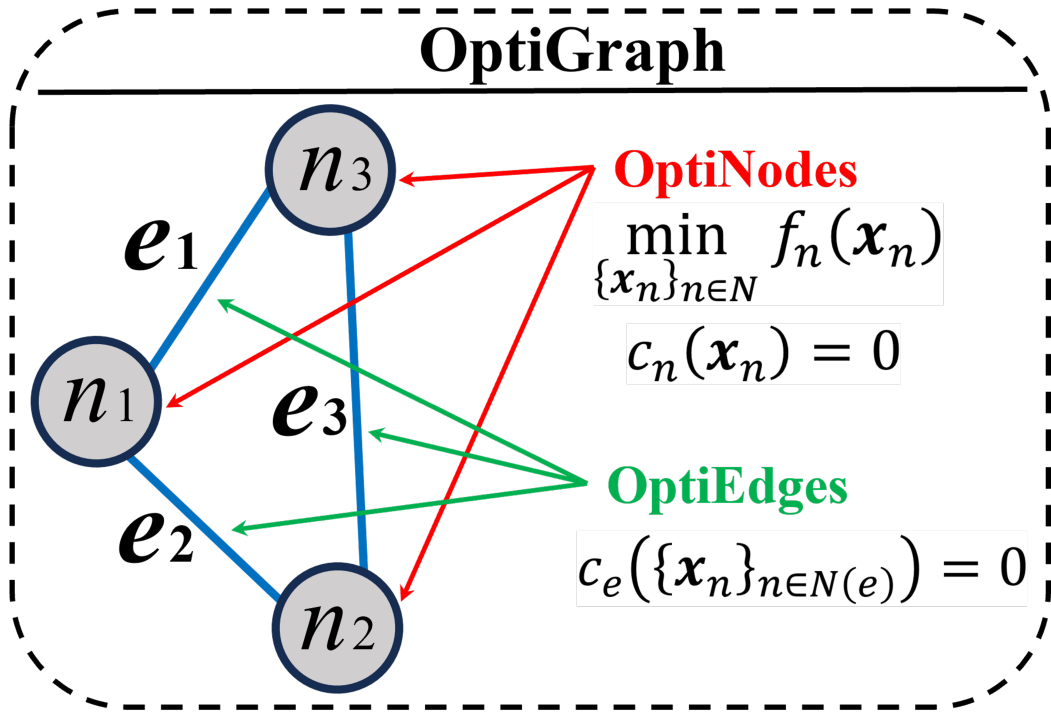 OptiGraph
n3
OptiNodes
min f_n(x_n)
{x_n}_{n∈N}
e1
c_n(x_n) = 0
n1
e3
OptiEdges
e2
c_e({x_n}_{n∈N(e)}) = 0
n2